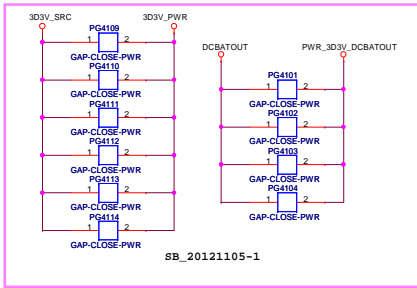 3D3V_SRC 3D3V_PWR
PG4109
1 2
GAP-CLOSE-PWR
PG4110
1 2
GAP-CLOSE-PWR
PG4111
1 2
GAP-CLOSE-PWR
PG4112
1 2
GAP-CLOSE-PWR
PG4113
1 2
GAP-CLOSE-PWR
PG4114
1 2
GAP-CLOSE-PWR
DCBATOUT PWR_3D3V_DCBATOUT
PG4101
1 2
GAP-CLOSE-PWR
PG4102
1 2
GAP-CLOSE-PWR
PG4103
1 2
GAP-CLOSE-PWR
PG4104
1 2
GAP-CLOSE-PWR
SB_20121105-1